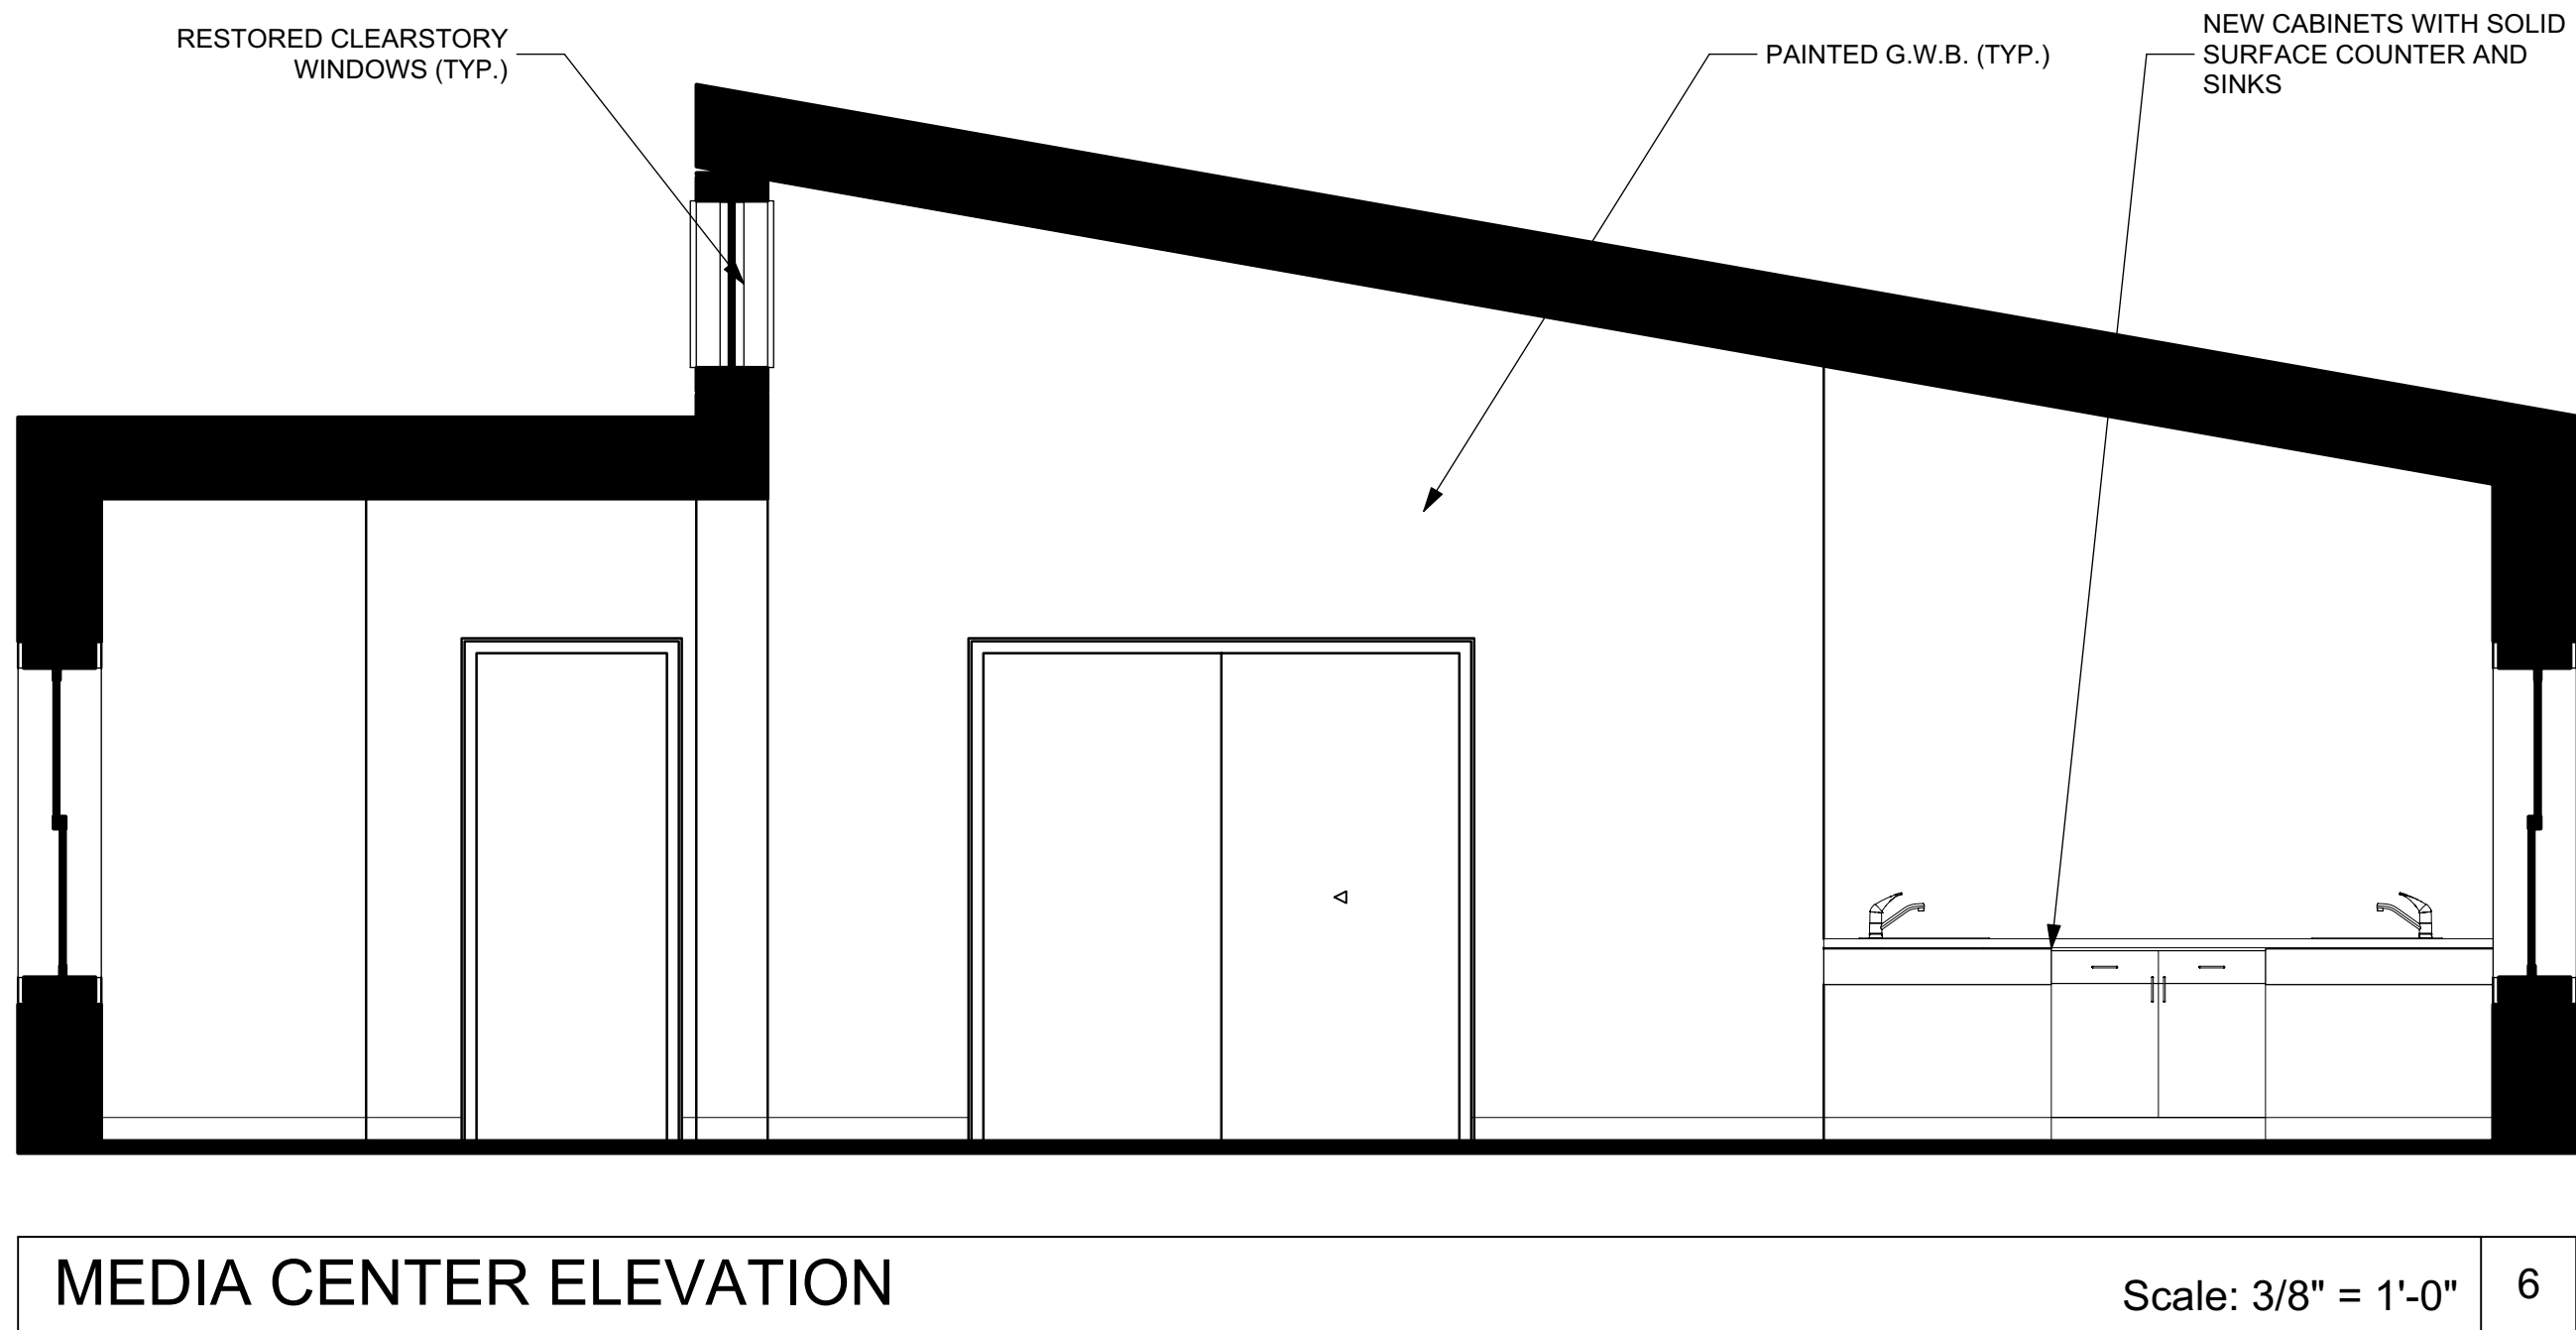 RESTORED CLEARSTORY
WINDOWS (TYP.)
PAINTED G.W.B. (TYP.)
NEW CABINETS WITH SOLID
SURFACE COUNTER AND
SINKS
MEDIA CENTER ELEVATION
Scale: 3/8" = 1'-0"
6